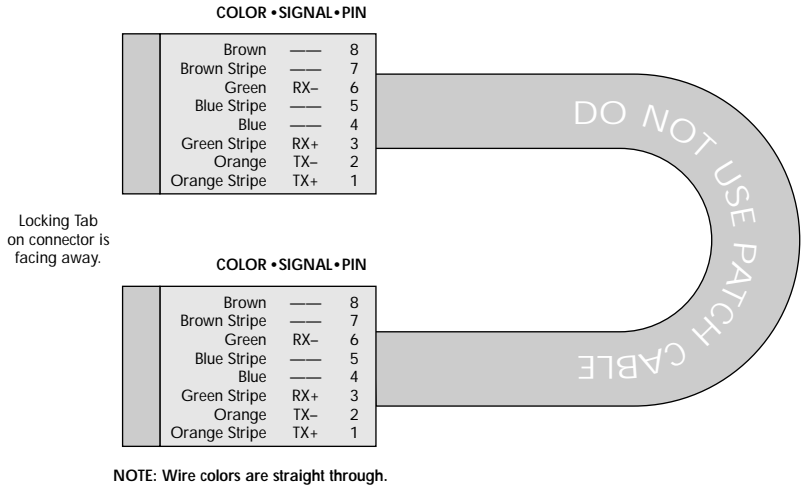 COLOR • SIGNAL • PIN
Brown —— 8
Brown Stripe —— 7
Green RX– 6
Blue Stripe —— 5
Blue —— 4
Green Stripe RX+ 3
Orange TX– 2
Orange Stripe TX+ 1
DO NOT USE PATCH CABLE
Locking Tab
on connector is
facing away.
COLOR • SIGNAL • PIN
Brown —— 8
Brown Stripe —— 7
Green RX– 6
Blue Stripe —— 5
Blue —— 4
Green Stripe RX+ 3
Orange TX– 2
Orange Stripe TX+ 1
NOTE: Wire colors are straight through.